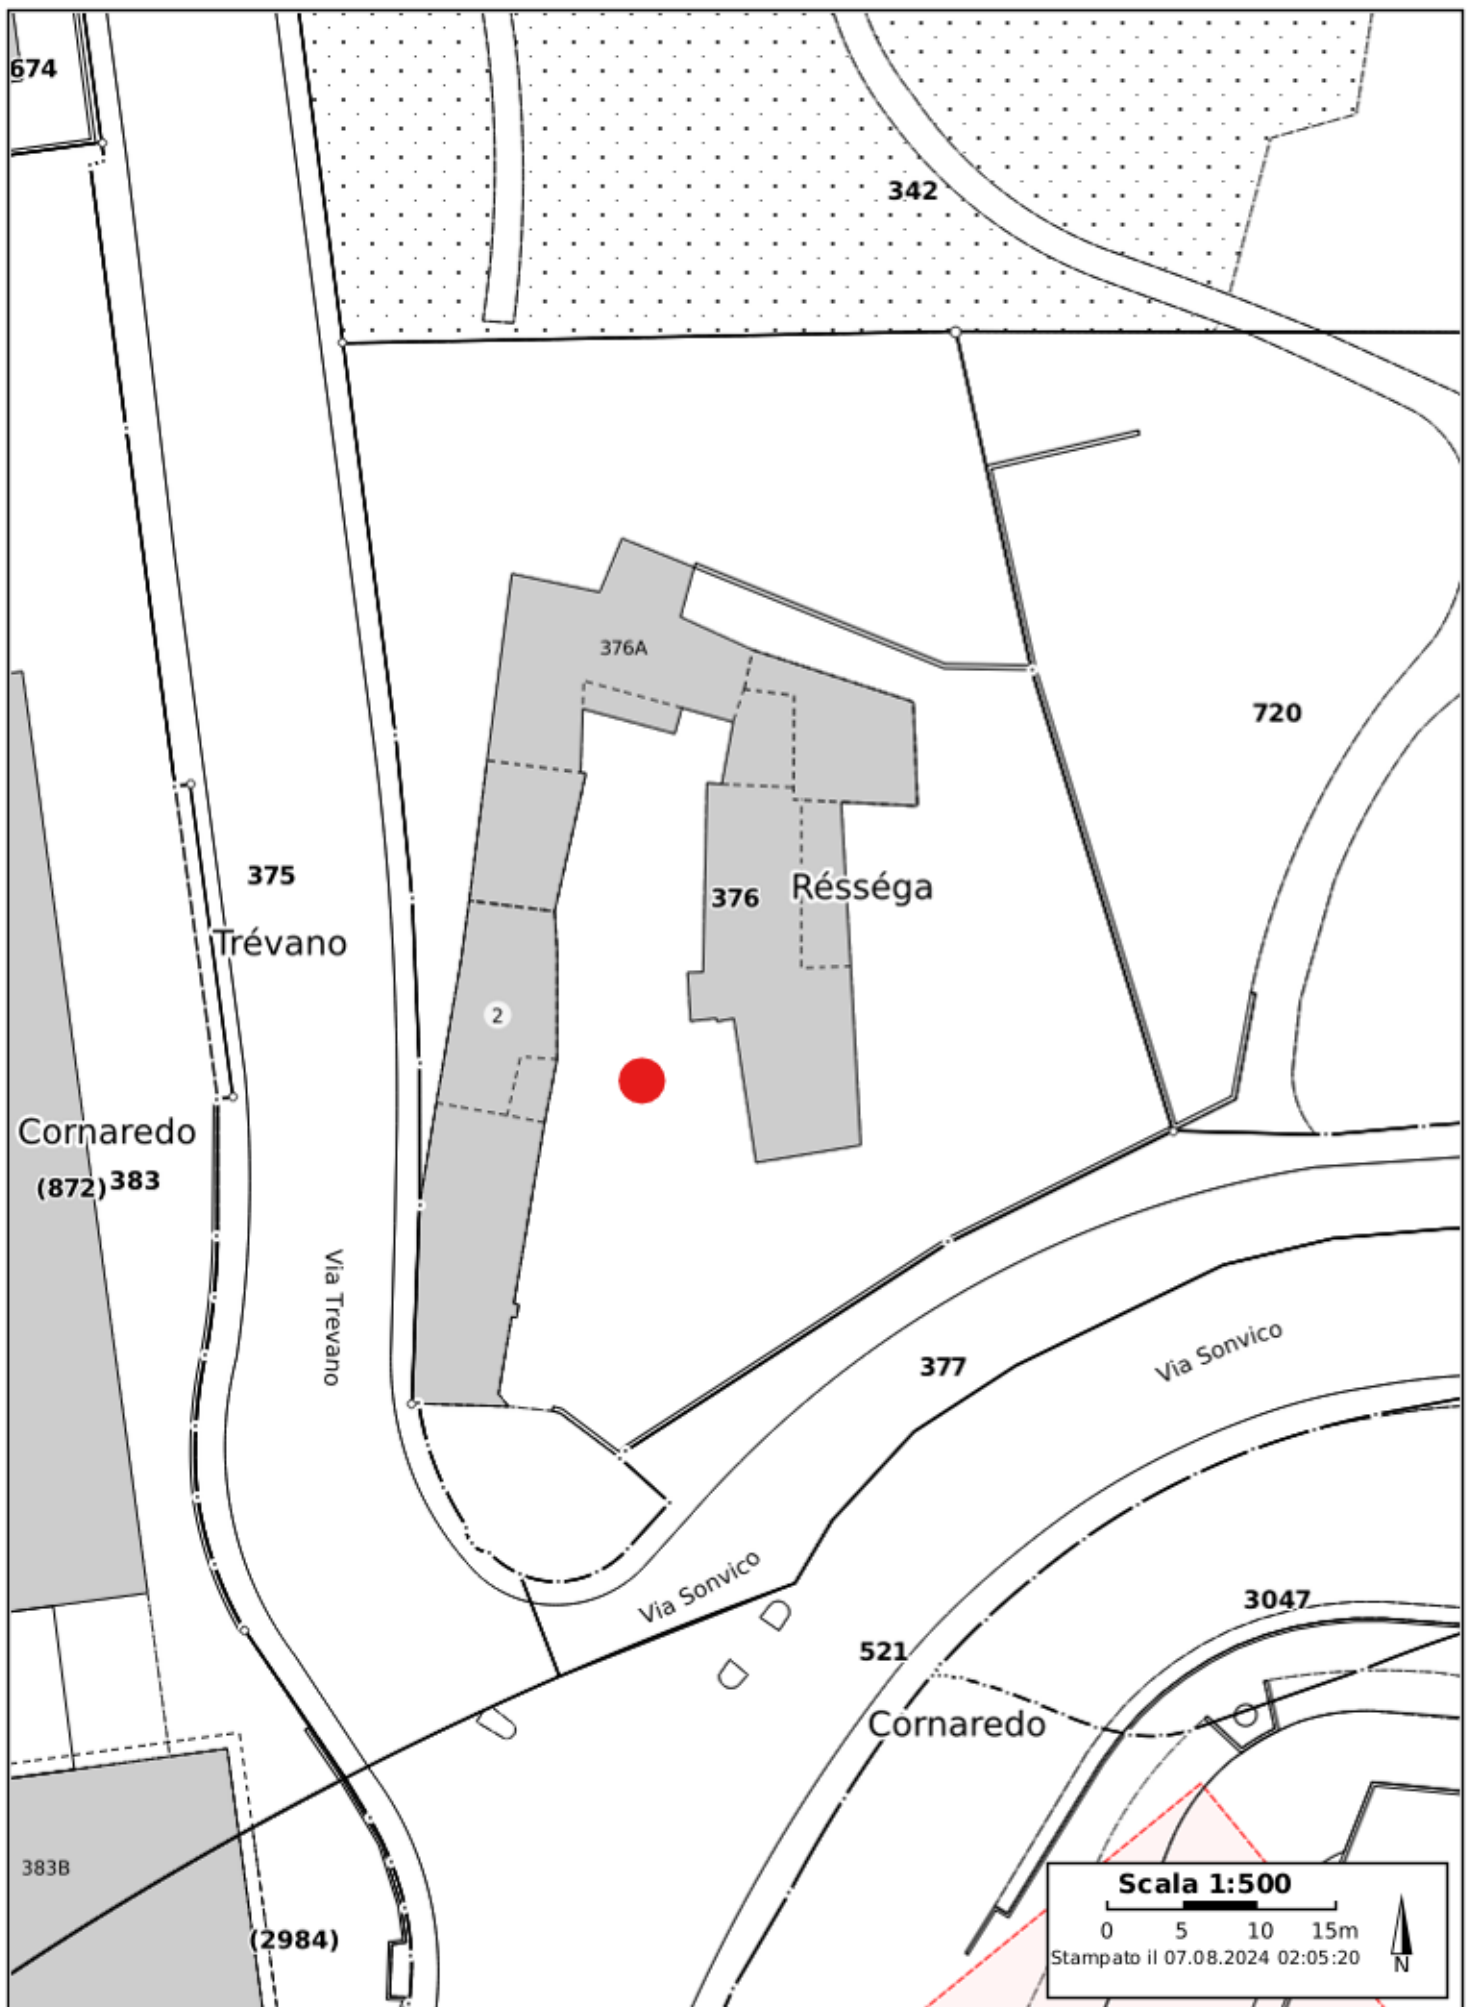 674
342
376A
720
375
376
Résséga
Trévano
2
Cornaredo
(872)
383
Via Trevano
377
Via Sonvico
Via Sonvico
3047
521
Cornaredo
383B
(2984)
Scala 1:500
0 5 10 15m
Stampato il 07.08.2024 02:05:20
N